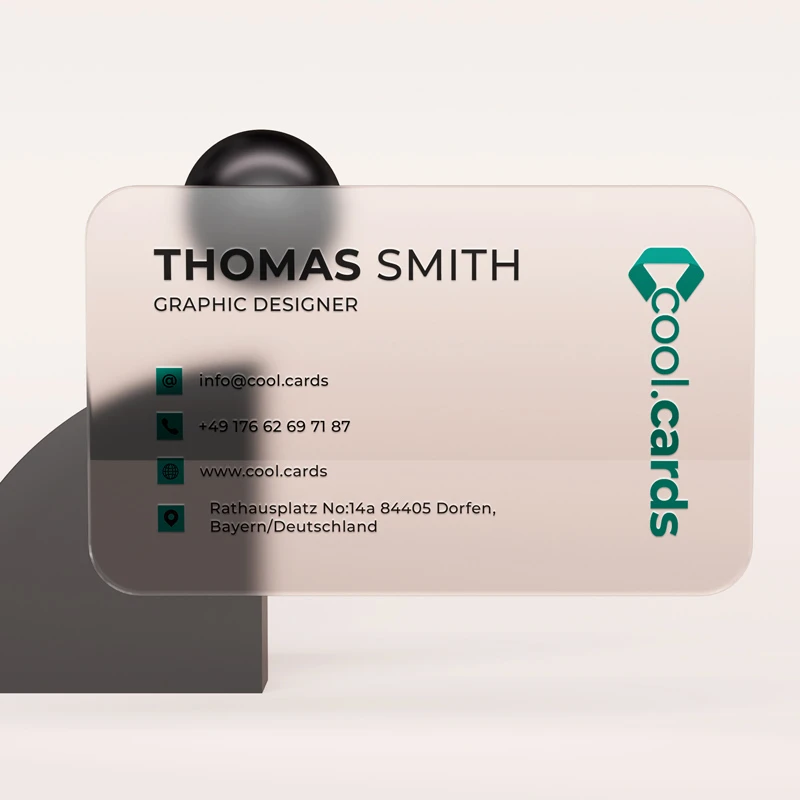 THOMAS SMITH
GRAPHIC DESIGNER
@ info@cool.cards
+49 176 62 69 71 87
www.cool.cards
Rathausplatz No:14a 84405 Dorfen,
Bayern/Deutschland
cool.cards